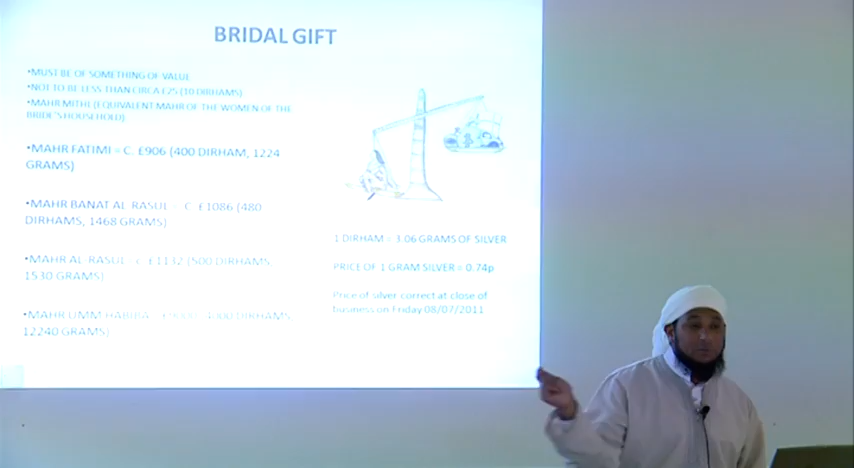 BRIDAL GIFT
•MUST BE OF SOMETHING OF VALUE
•NOT TO BE LESS THAN CIRCA £25 (10 DIRHAMS)
•MAHR MITHL (EQUIVALENT MAHR OF THE WOMEN OF THE
BRIDE'S HOUSEHOLD)
•MAHR FATIMI = C. £906 (400 DIRHAM, 1224
GRAMS)
•MAHR BANAT AL-RASUL = C. £1086 (480
DIRHAMS, 1468 GRAMS)
•MAHR AL-RASUL = C. £1132 (500 DIRHAMS
1530 GRAMS)
•MAHR UMM HABIBA DIRHAMS
12240 GRAMS)
1 DIRHAM = 3.06 GRAMS OF SILVER
PRICE OF 1 GRAM SILVER = 0.74p
Price of silver correct at close of
business on Friday 08/07/2011